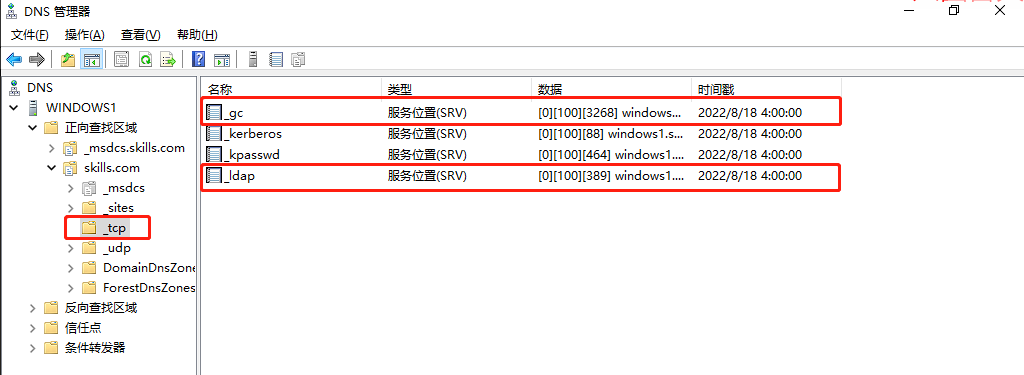 DNS 管理器
文件(F) 操作(A) 查看(V) 帮助(H)
DNS
WINDOWS1
正向查找区域
_msdcs.skills.com
skills.com
_msdcs
_sites
_tcp
_udp
DomainDnsZone
ForestDnsZones
反向查找区域
信任点
条件转发器
名称 类型 数据 时间戳
_gc 服务位置(SRV) [0][100][3268] windows... 2022/8/18 4:00:00
_kerberos 服务位置(SRV) [0][100][88] windows1.s... 2022/8/18 4:00:00
_kpasswd 服务位置(SRV) [0][100][464] windows1.... 2022/8/18 4:00:00
_ldap 服务位置(SRV) [0][100][389] windows1.... 2022/8/18 4:00:00